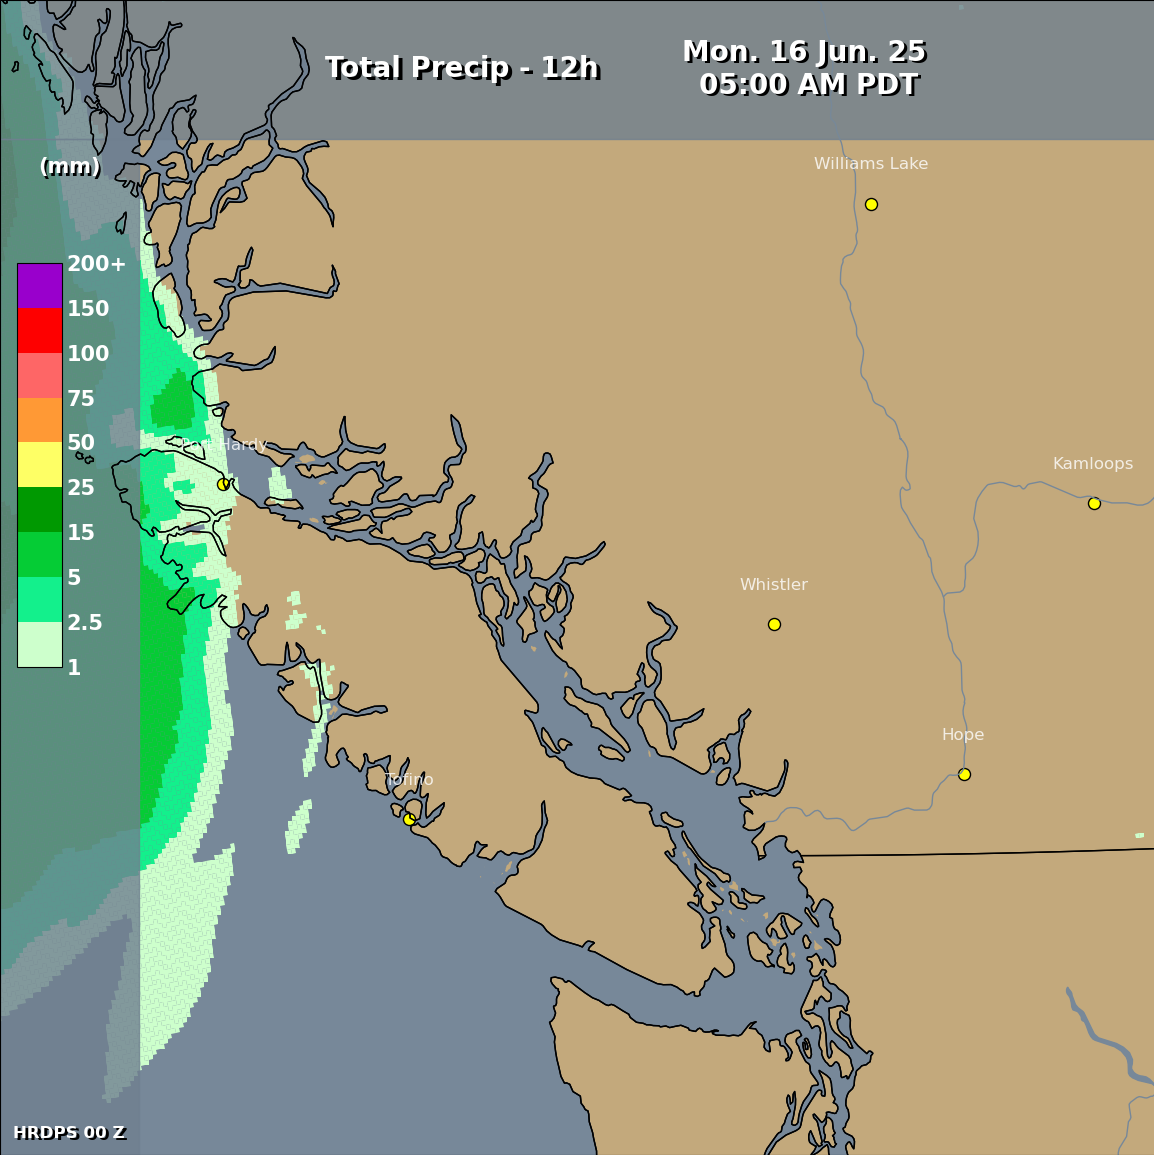 Total Precip - 12h
Mon. 16 Jun. 25
05:00 AM PDT
(mm)
200+
150
100
75
50
25
15
5
2.5
1
Williams Lake
Port Hardy
Kamloops
Whistler
Hope
Tofino
HRDPS 00 Z